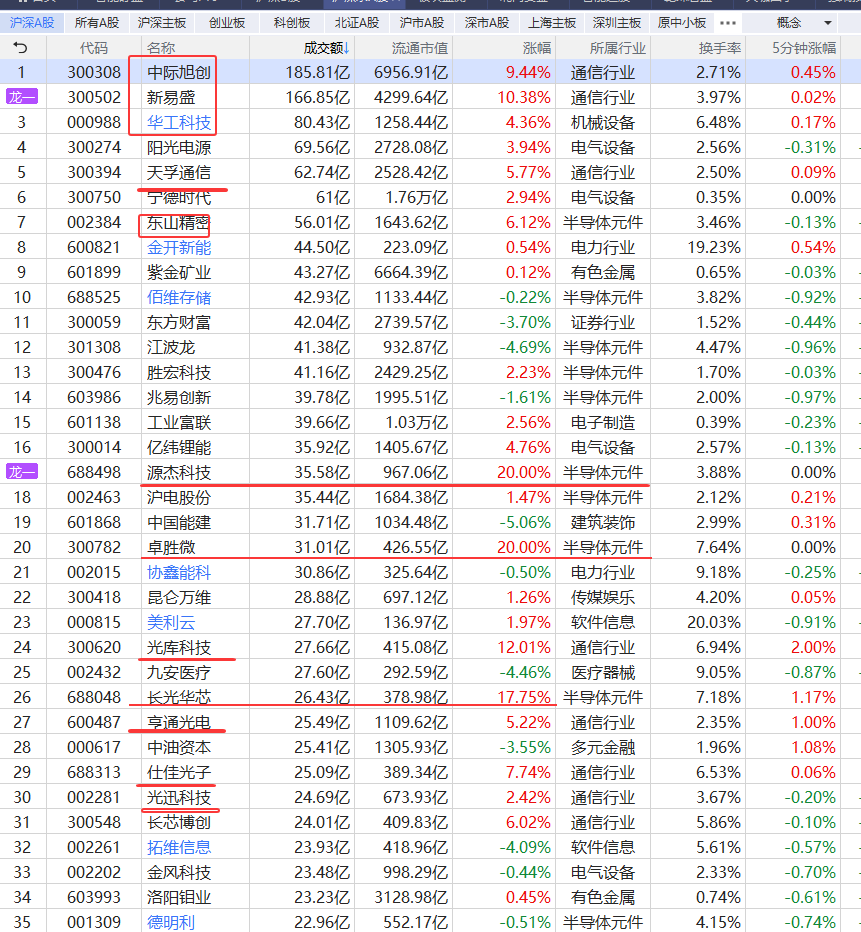 沪深A股 所有A股 沪深主板 创业板 科创板 北证A股 沪市A股 深市A股 上海主板 深圳主板 原中小板 ••• 概念
代码 名称 成交额↓ 流通市值 涨幅 所属行业 换手率 5分钟涨幅
1 300308 中际旭创 185.81亿 6956.91亿 9.44% 通信行业 2.71% 0.45%
龙一 300502 新易盛 166.85亿 4299.64亿 10.38% 通信行业 3.97% 0.02%
3 000988 华工科技 80.43亿 1258.44亿 4.36% 机械设备 6.48% 0.17%
4 300274 阳光电源 69.56亿 2728.08亿 3.94% 电气设备 2.56% -0.31%
5 300394 天孚通信 62.74亿 2528.42亿 5.77% 通信行业 2.50% 0.09%
6 300750 宁德时代 61亿 1.76万亿 2.94% 电气设备 0.35% 0.00%
7 002384 东山精密 56.01亿 1643.62亿 6.12% 半导体元件 3.46% -0.13%
8 600821 金开新能 44.50亿 223.09亿 0.54% 电力行业 19.23% 0.54%
9 601899 紫金矿业 43.27亿 6664.39亿 0.12% 有色金属 0.65% -0.03%
10 688525 佰维存储 42.93亿 1133.44亿 -0.22% 半导体元件 3.82% -0.92%
11 300059 东方财富 42.04亿 2739.57亿 -3.70% 证券行业 1.52% -0.44%
12 301308 江波龙 41.38亿 932.87亿 -4.69% 半导体元件 4.47% -0.96%
13 300476 胜宏科技 41.16亿 2429.25亿 2.23% 半导体元件 1.70% -0.03%
14 603986 兆易创新 39.78亿 1995.51亿 -1.61% 半导体元件 2.00% -0.97%
15 601138 工业富联 39.66亿 1.03万亿 2.56% 电子制造 0.39% -0.23%
16 300014 亿纬锂能 35.92亿 1405.67亿 4.76% 电气设备 2.57% -0.13%
龙一 688498 源杰科技 35.58亿 967.06亿 20.00% 半导体元件 3.88% 0.00%
18 002463 沪电股份 35.44亿 1684.38亿 1.47% 半导体元件 2.12% 0.21%
19 601868 中国能建 31.71亿 1034.48亿 -5.06% 建筑装饰 2.99% 0.31%
20 300782 卓胜微 31.01亿 426.55亿 20.00% 半导体元件 7.64% 0.00%
21 002015 协鑫能科 30.86亿 325.64亿 -0.50% 电力行业 9.18% -0.25%
22 300418 昆仑万维 28.88亿 697.12亿 1.26% 传媒娱乐 4.20% 0.05%
23 000815 美利云 27.70亿 136.97亿 1.97% 软件信息 20.03% -0.91%
24 300620 光库科技 27.66亿 415.08亿 12.01% 通信行业 6.94% 2.00%
25 002432 九安医疗 27.60亿 292.59亿 -4.46% 医疗器械 9.05% -0.87%
26 688048 长光华芯 26.43亿 378.98亿 17.75% 半导体元件 7.18% 1.17%
27 600487 亨通光电 25.49亿 1109.62亿 5.22% 通信行业 2.35% 1.00%
28 000617 中油资本 25.41亿 1305.93亿 -3.55% 多元金融 1.96% 1.08%
29 688313 仕佳光子 25.09亿 389.34亿 7.74% 通信行业 6.53% 0.06%
30 002281 光迅科技 24.69亿 673.93亿 2.42% 通信行业 3.67% -0.20%
31 300548 长芯博创 24.01亿 409.83亿 6.02% 通信行业 5.86% -0.10%
32 002261 拓维信息 23.93亿 418.96亿 -4.09% 软件信息 5.61% -0.57%
33 002202 金风科技 23.48亿 998.29亿 -0.44% 电气设备 2.33% -0.70%
34 603993 洛阳钼业 23.23亿 3128.98亿 0.45% 有色金属 0.74% -0.61%
35 001309 德明利 22.96亿 552.17亿 -0.51% 半导体元件 4.15% -0.74%